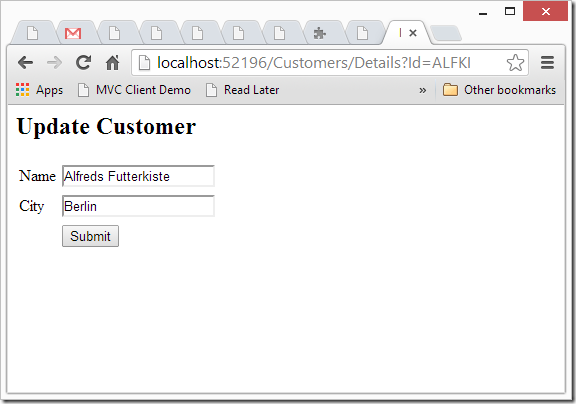 localhost:52196/Customers/Details?Id=ALFKI
Apps MVC Client Demo Read Later » Other bookmarks
Update Customer
Name Alfreds Futterkiste
City Berlin
Submit